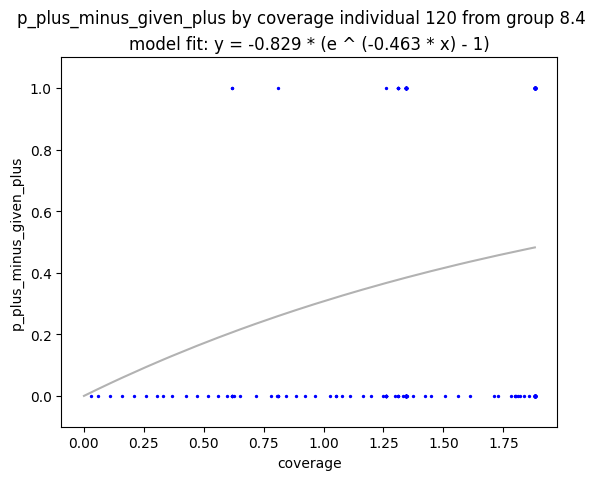 p_plus_minus_given_plus by coverage individual 120 from group 8.4
model fit: y = -0.829 * (e ^ (-0.463 * x) - 1)
1.0
0.8
0.6
0.4
0.2
0.0
p_plus_minus_given_plus
0.00 0.25 0.50 0.75 1.00 1.25 1.50 1.75
coverage